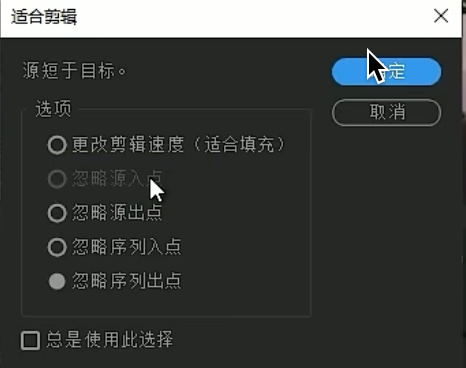 适合剪辑
源短于目标。
定
取消
选项
更改剪辑速度（适合填充）
忽略源入点
忽略源出点
忽略序列入点
忽略序列出点
总是使用此选择